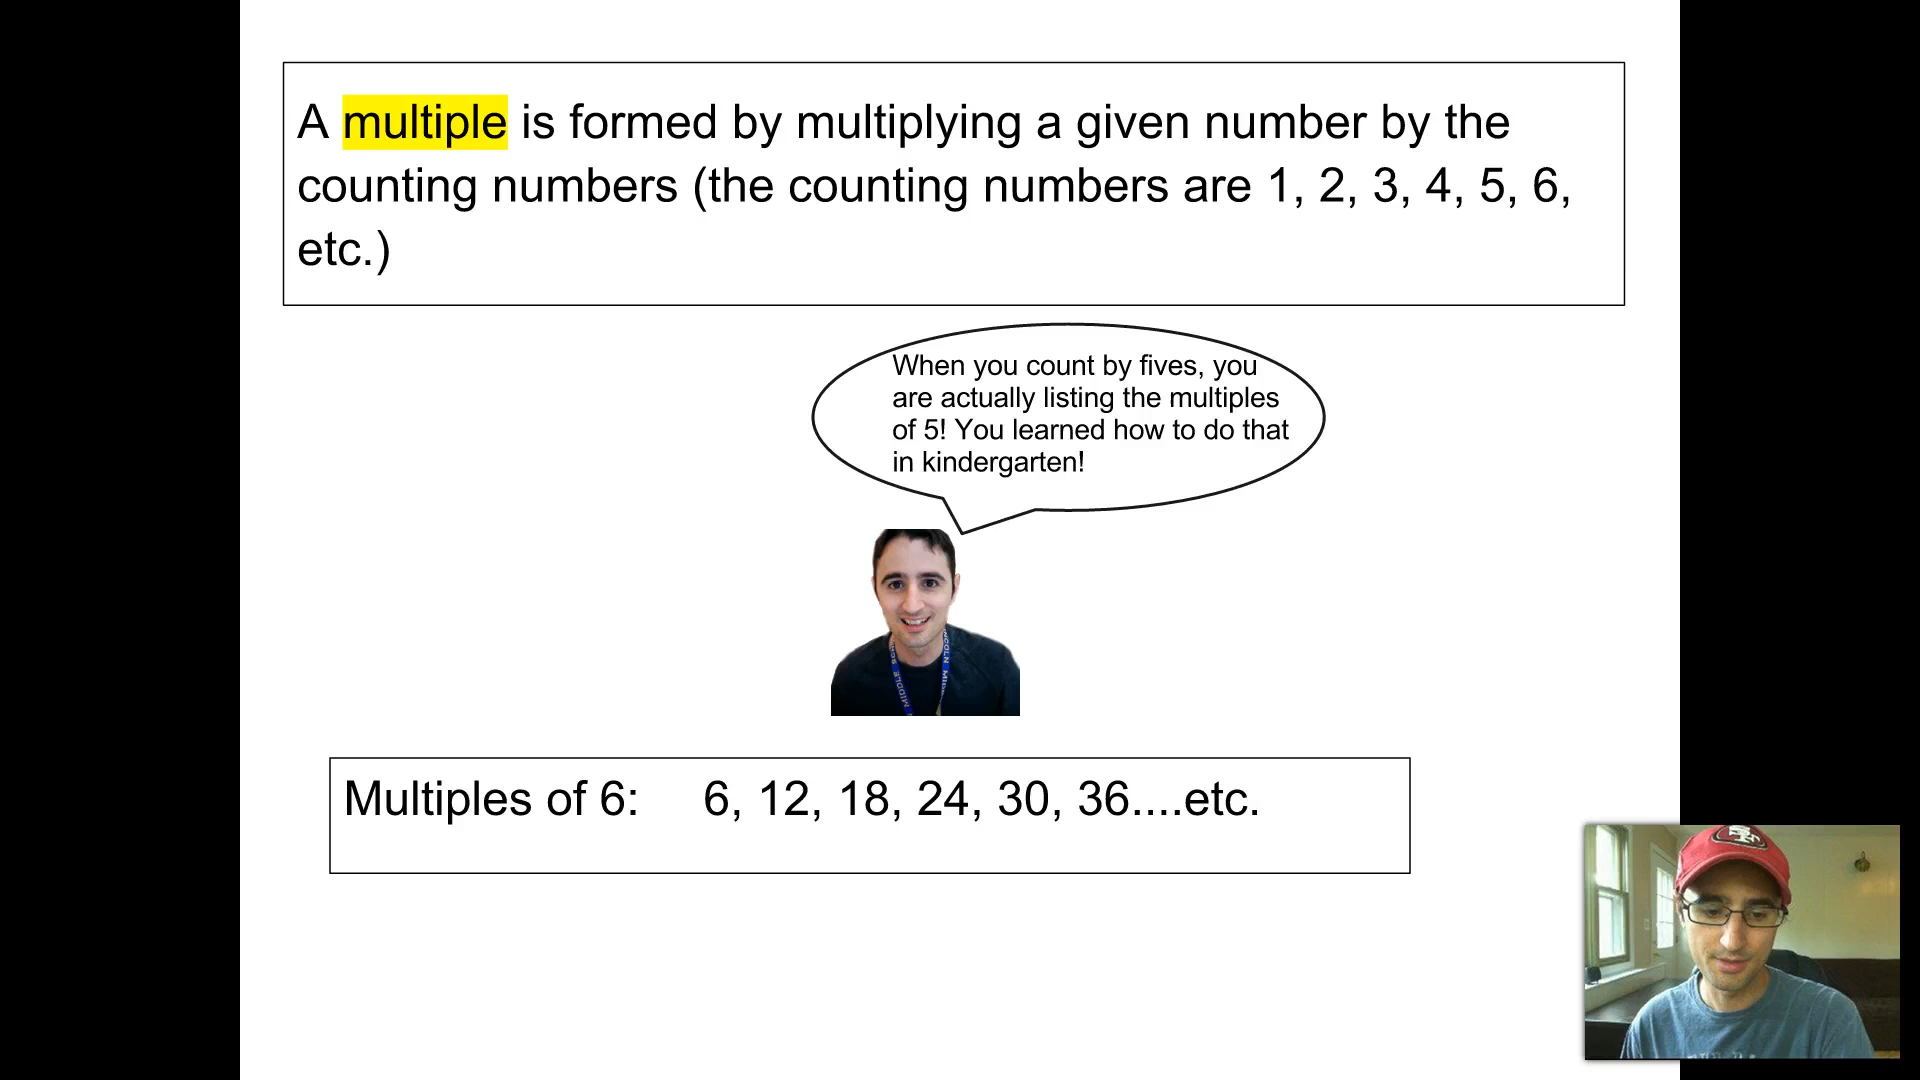 A multiple is formed by multiplying a given number by the
counting numbers (the counting numbers are 1, 2, 3, 4, 5, 6,
etc.)
When you count by fives, you
are actually listing the multiples
of 5! You learned how to do that
in kindergarten!
Multiples of 6: 6, 12, 18, 24, 30, 36....etc.
SF